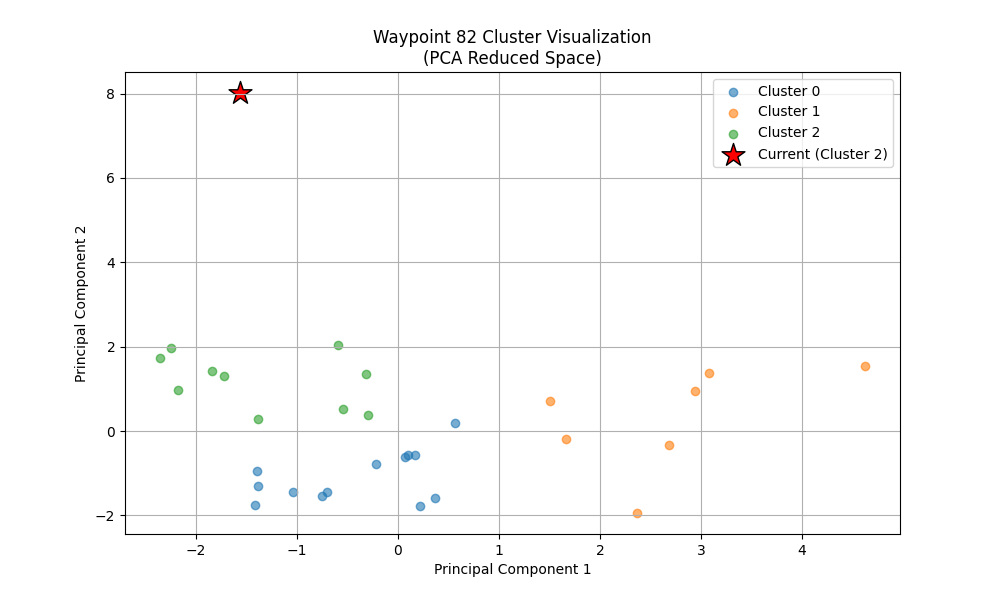 Waypoint 82 Cluster Visualization
(PCA Reduced Space)
Cluster 0
Cluster 1
Cluster 2
Current (Cluster 2)
Principal Component 2
8
6
4
2
0
−2
−2
−1
0
1
2
3
4
Principal Component 1